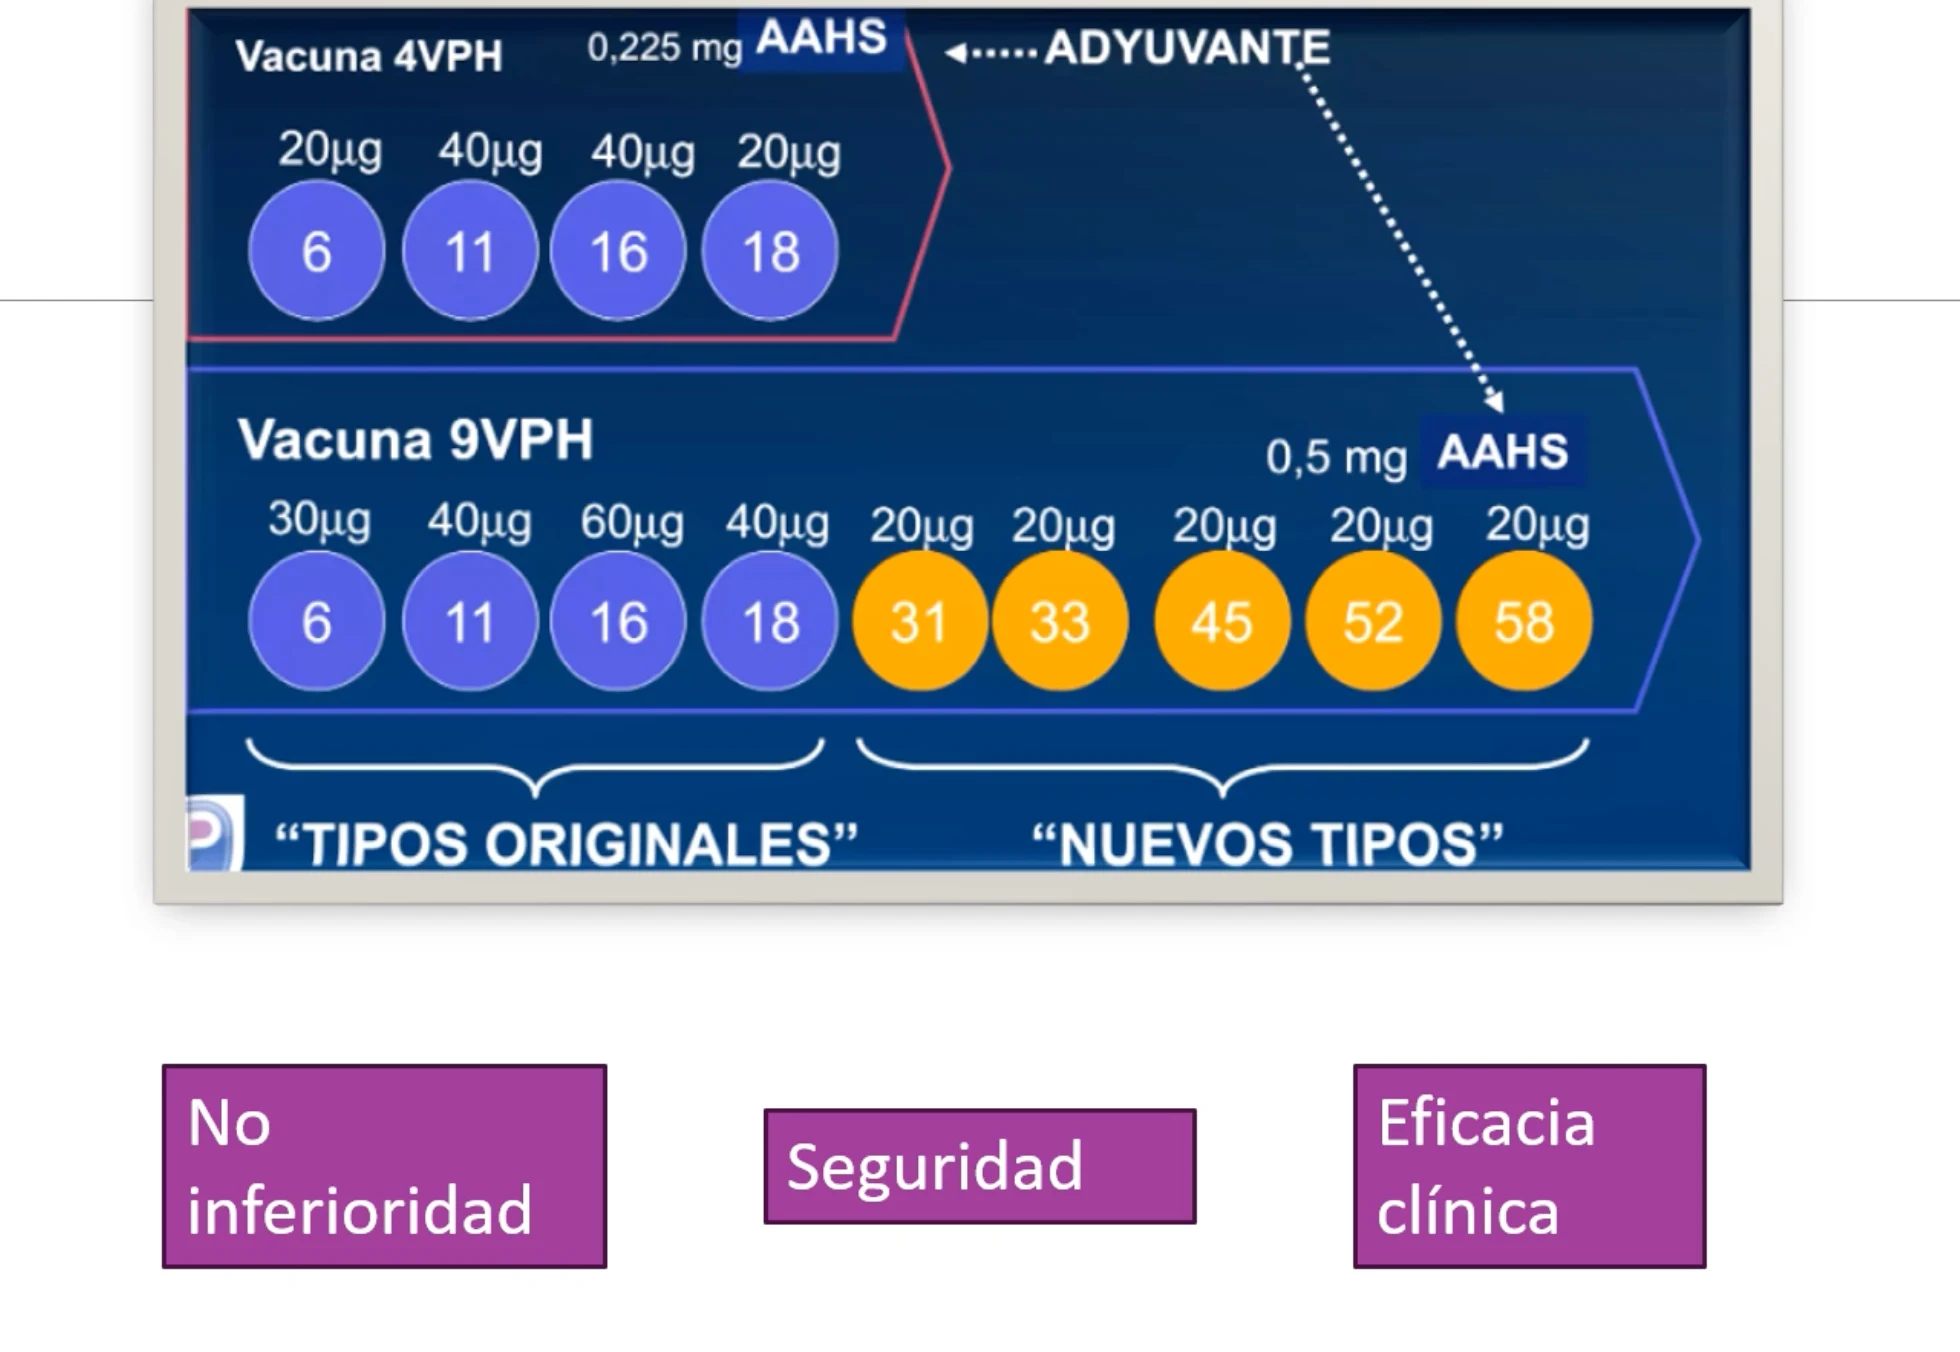 Vacuna 4VPH 0,225 mg AAHS ADYUVANTE
20µg 40µg 40µg 20µg
6 11 16 18
Vacuna 9VPH 0,5 mg AAHS
30µg 40µg 60µg 40µg 20µg 20µg 20µg 20µg 20µg
6 11 16 18 31 33 45 52 58
“TIPOS ORIGINALES” “NUEVOS TIPOS”
No
inferioridad
Seguridad
Eficacia
clínica